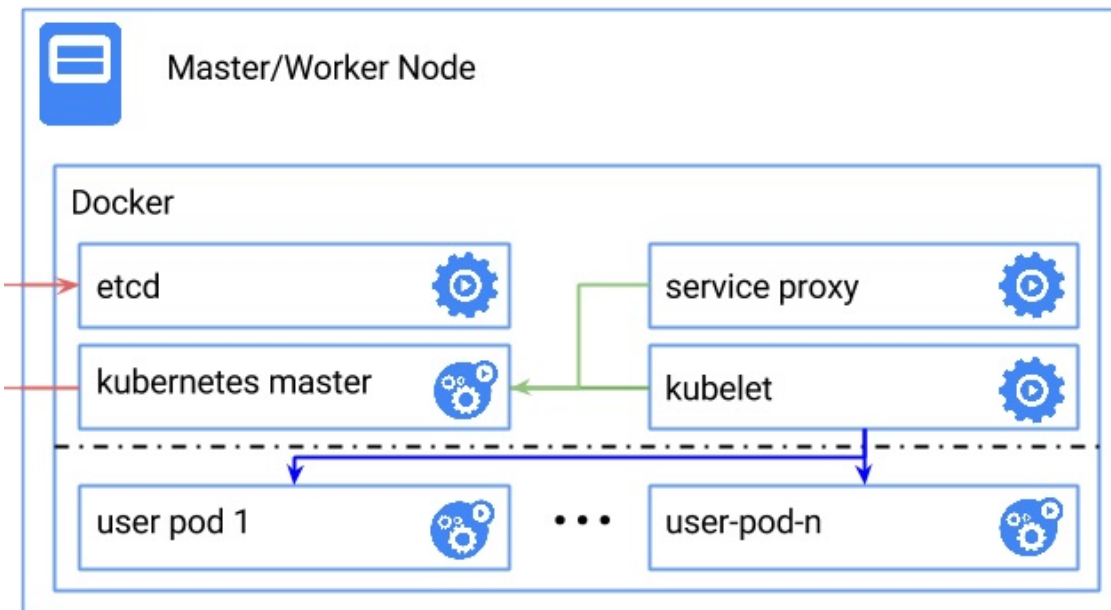 Master/Worker Node
Docker
etcd
service proxy
kubernetes master
kubelet
user pod 1
...
user-pod-n